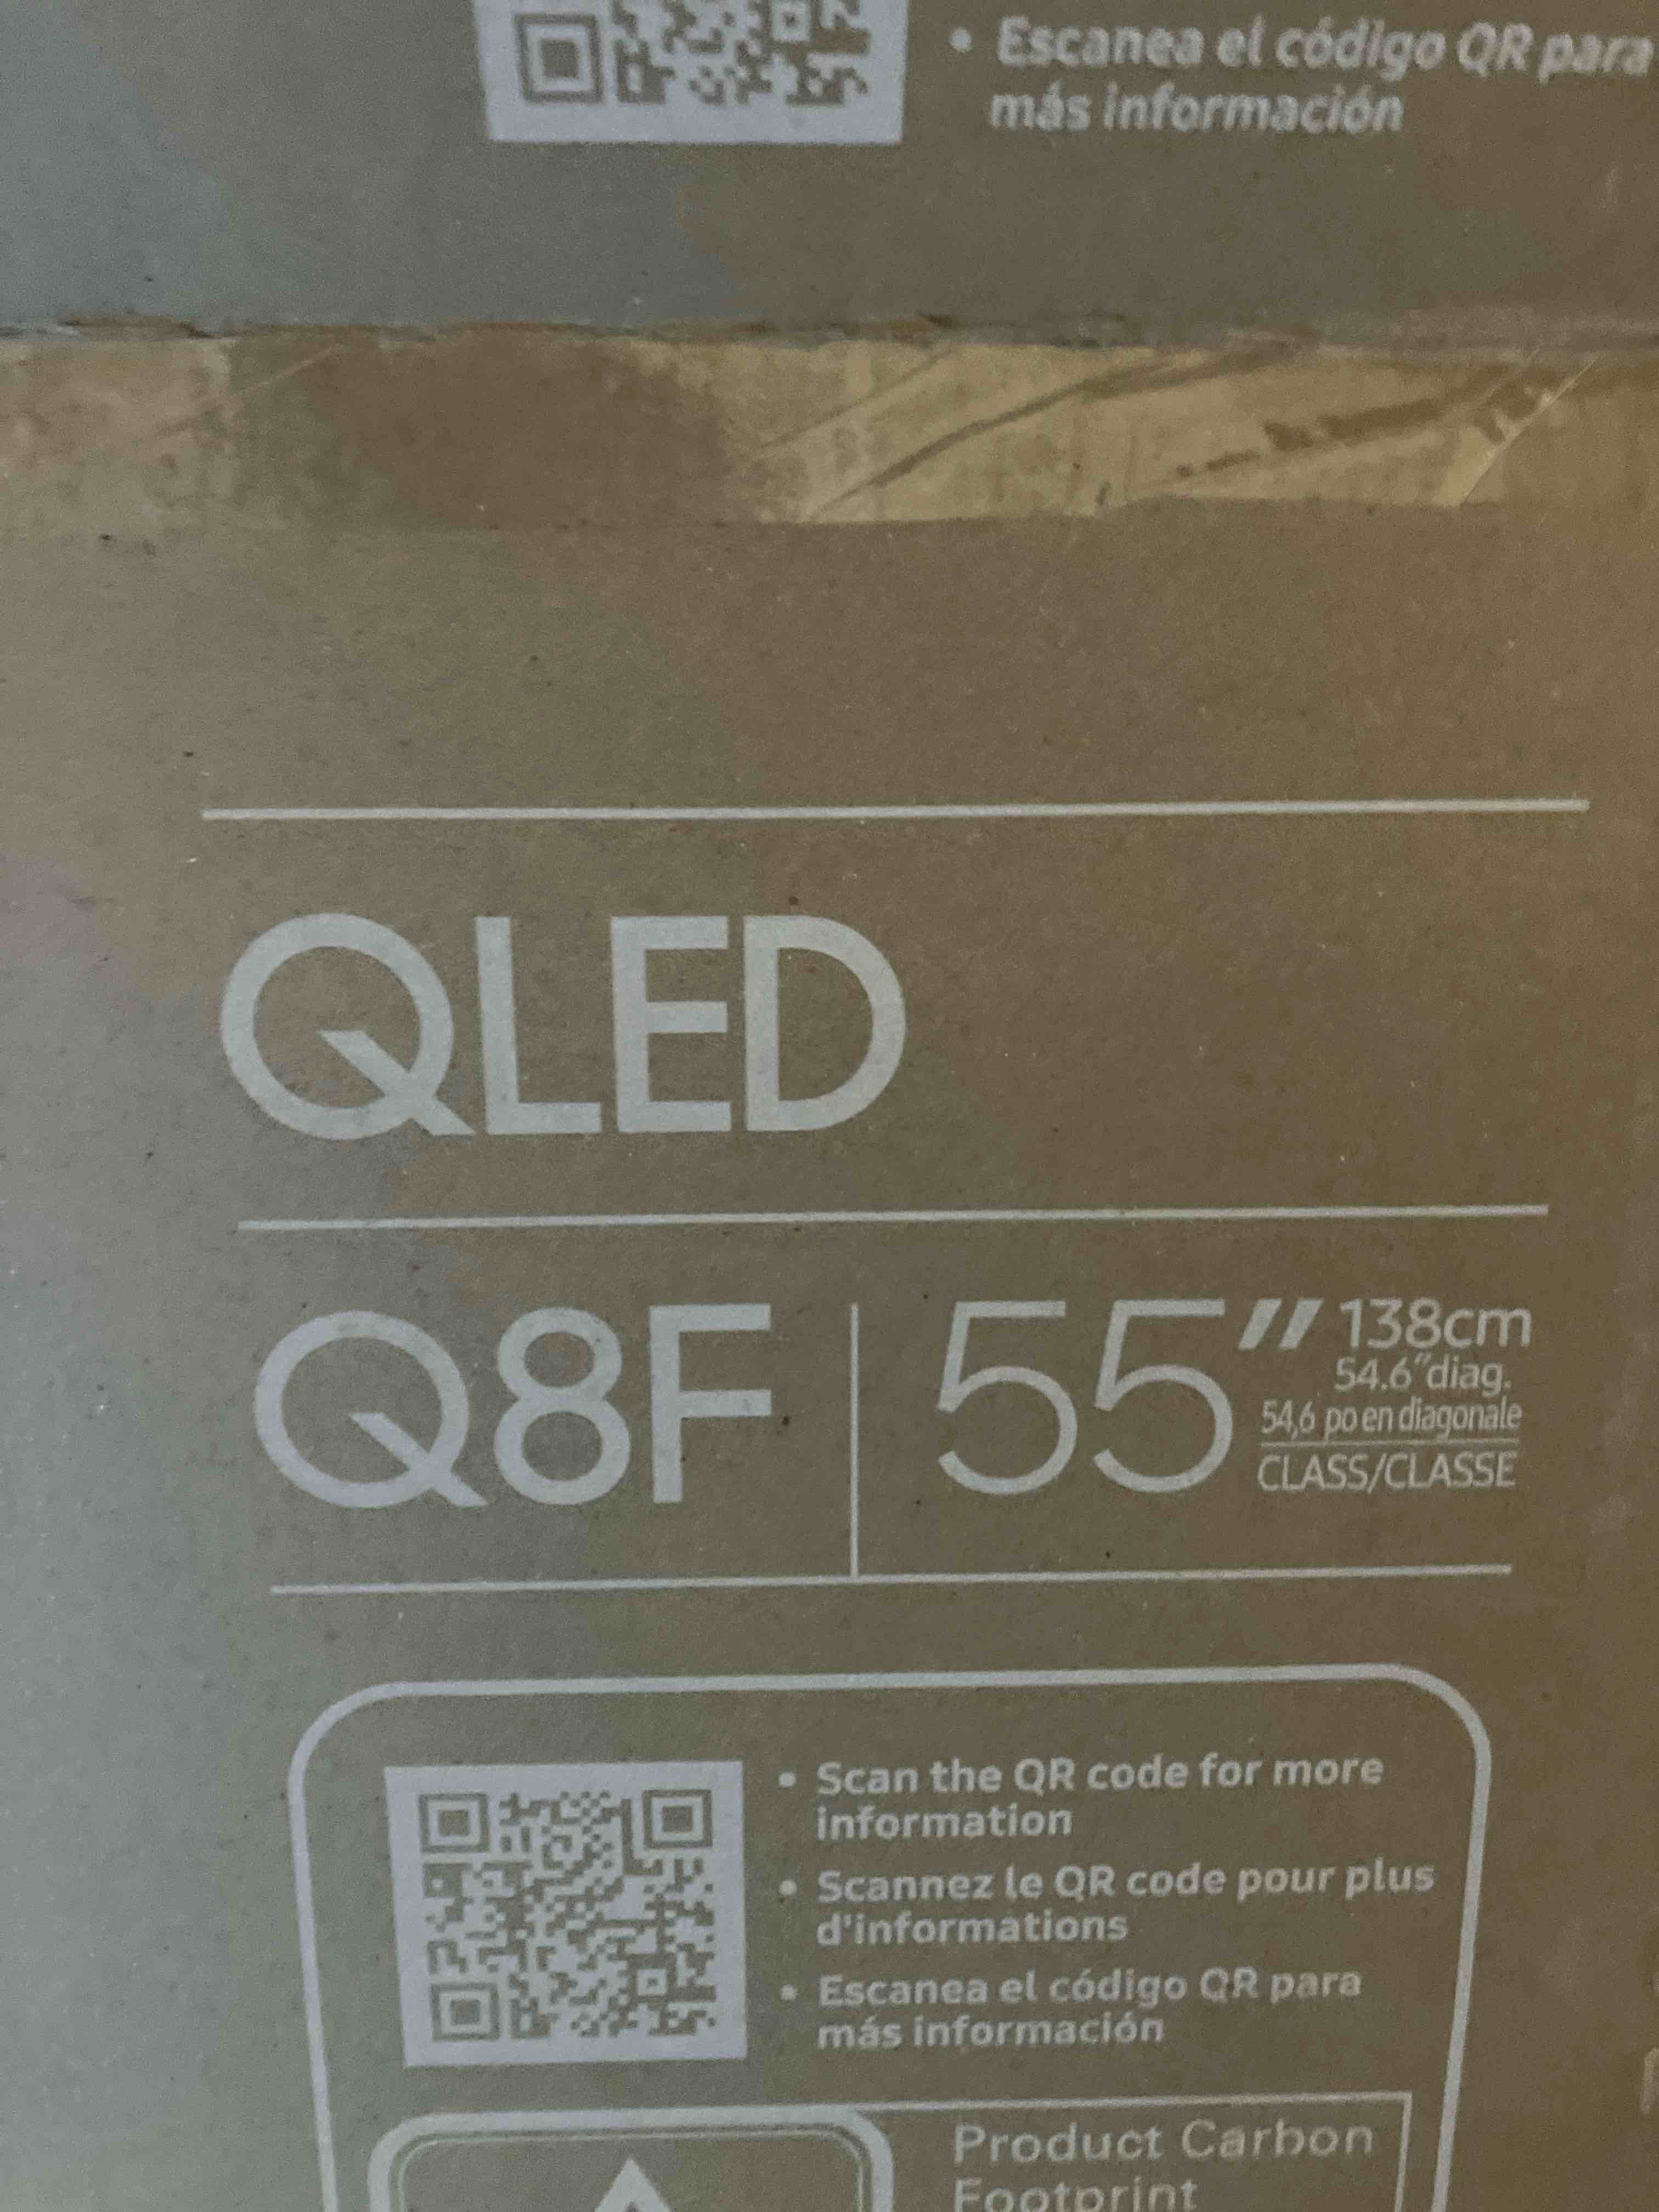 • Escanea el código QR para
más información
QLED
Q8F | 55" 138cm
54.6"diag.
54,6 po en diagonale
CLASS/CLASSE
• Scan the QR code for more
information
• Scannez le QR code pour plus
d'informations
• Escanea el código QR para
más información
Product Carbon
Footprint